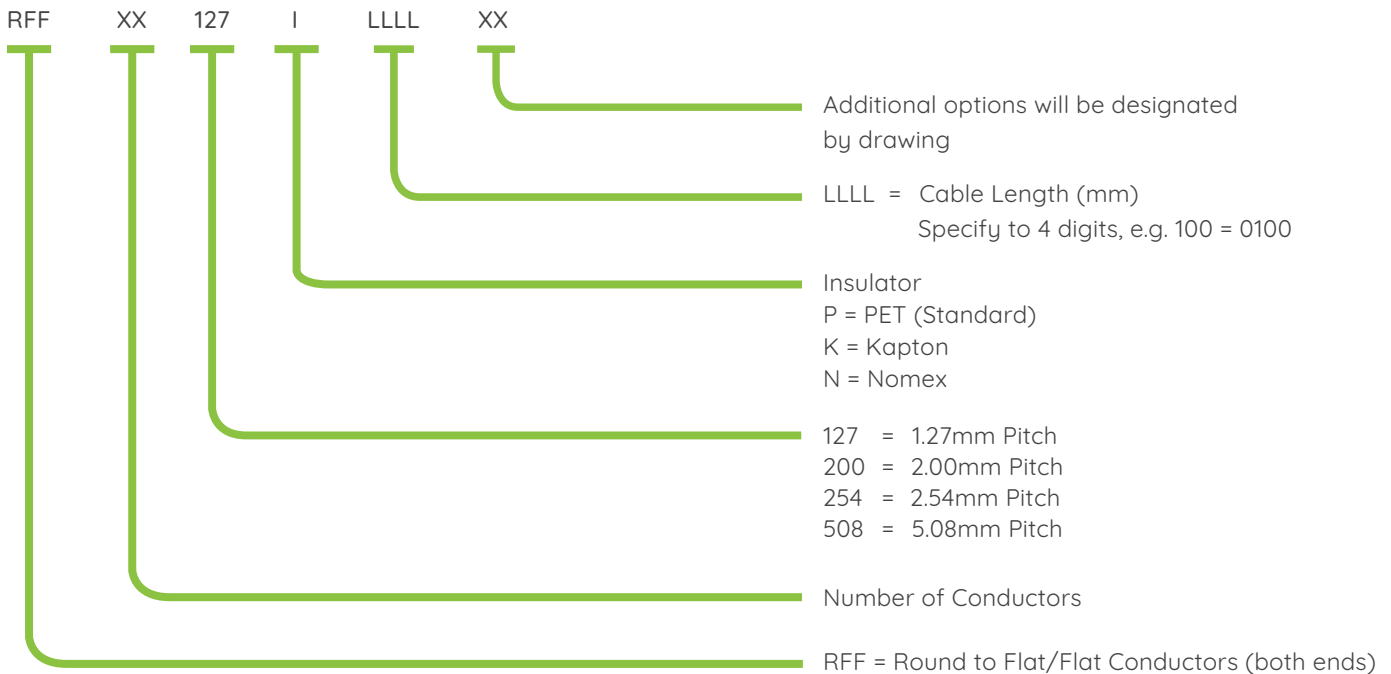 RFF XX 127 I LLLL XX
Additional options will be designated
by drawing
LLLL = Cable Length (mm)
Specify to 4 digits, e.g. 100 = 0100
Insulator
P = PET (Standard)
K = Kapton
N = Nomex
127 = 1.27mm Pitch
200 = 2.00mm Pitch
254 = 2.54mm Pitch
508 = 5.08mm Pitch
Number of Conductors
RFF = Round to Flat/Flat Conductors (both ends)